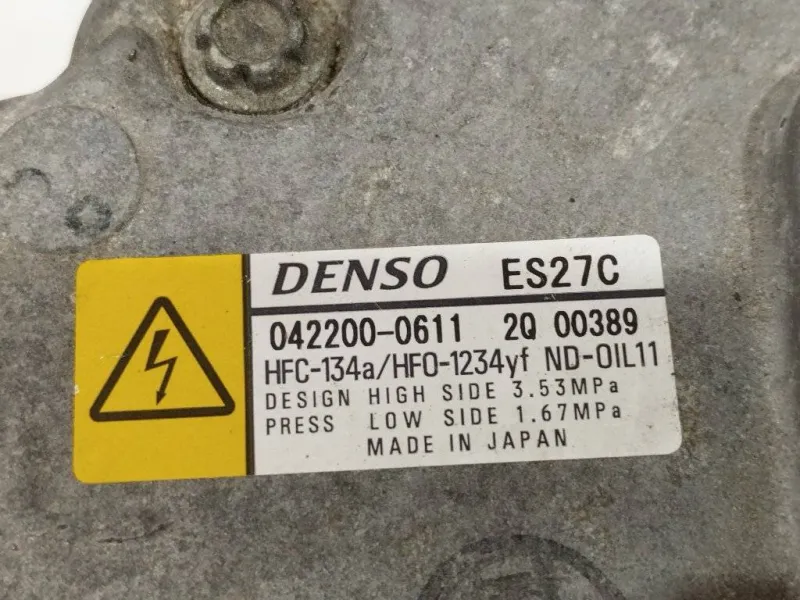 DENSO ES27C
042200-0611 2Q 00389
HFC-134a/HFO-1234yf ND-OIL11
DESIGN HIGH SIDE 3.53MPa
PRESS LOW SIDE 1.67MPa
MADE IN JAPAN